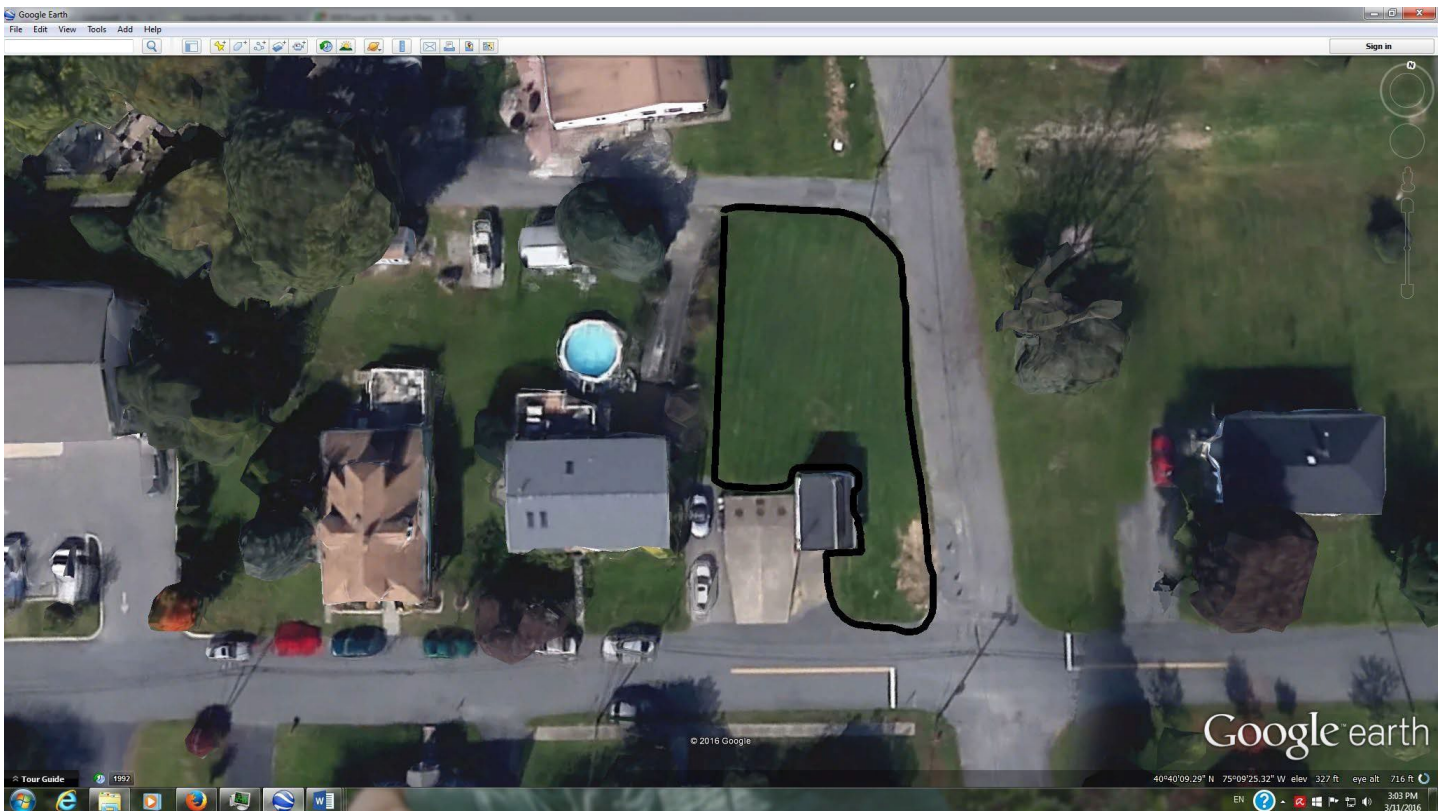 Google Earth
File Edit View Tools Add Help
Sign in
N
© 2016 Google
Google earth
Tour Guide 1992
40°40'09.29" N 75°09'25.32" W elev 327 ft eye alt 716 ft
EN
3:03 PM
3/11/2016